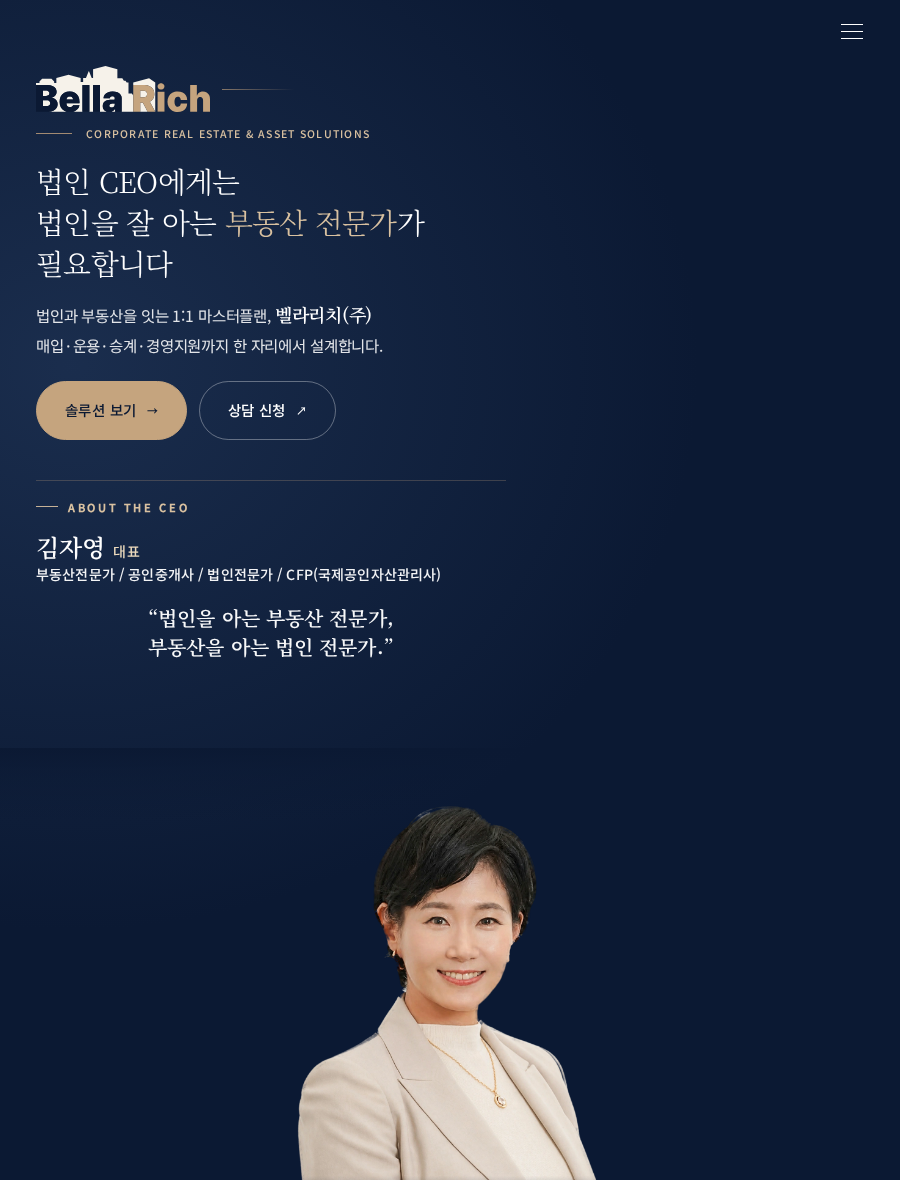 Bella Rich
CORPORATE REAL ESTATE & ASSET SOLUTIONS
법인 CEO에게는
법인을 잘 아는 부동산 전문가가
필요합니다
법인과 부동산을 잇는 1:1 마스터플랜, 벨라리치(주)
매입·운용·승계·경영지원까지 한 자리에서 설계합니다.
솔루션 보기 → 상담 신청 ↗
ABOUT THE CEO
김자영 대표
부동산전문가 / 공인중개사 / 법인전문가 / CFP(국제공인자산관리사)
“법인을 아는 부동산 전문가,
부동산을 아는 법인 전문가.”